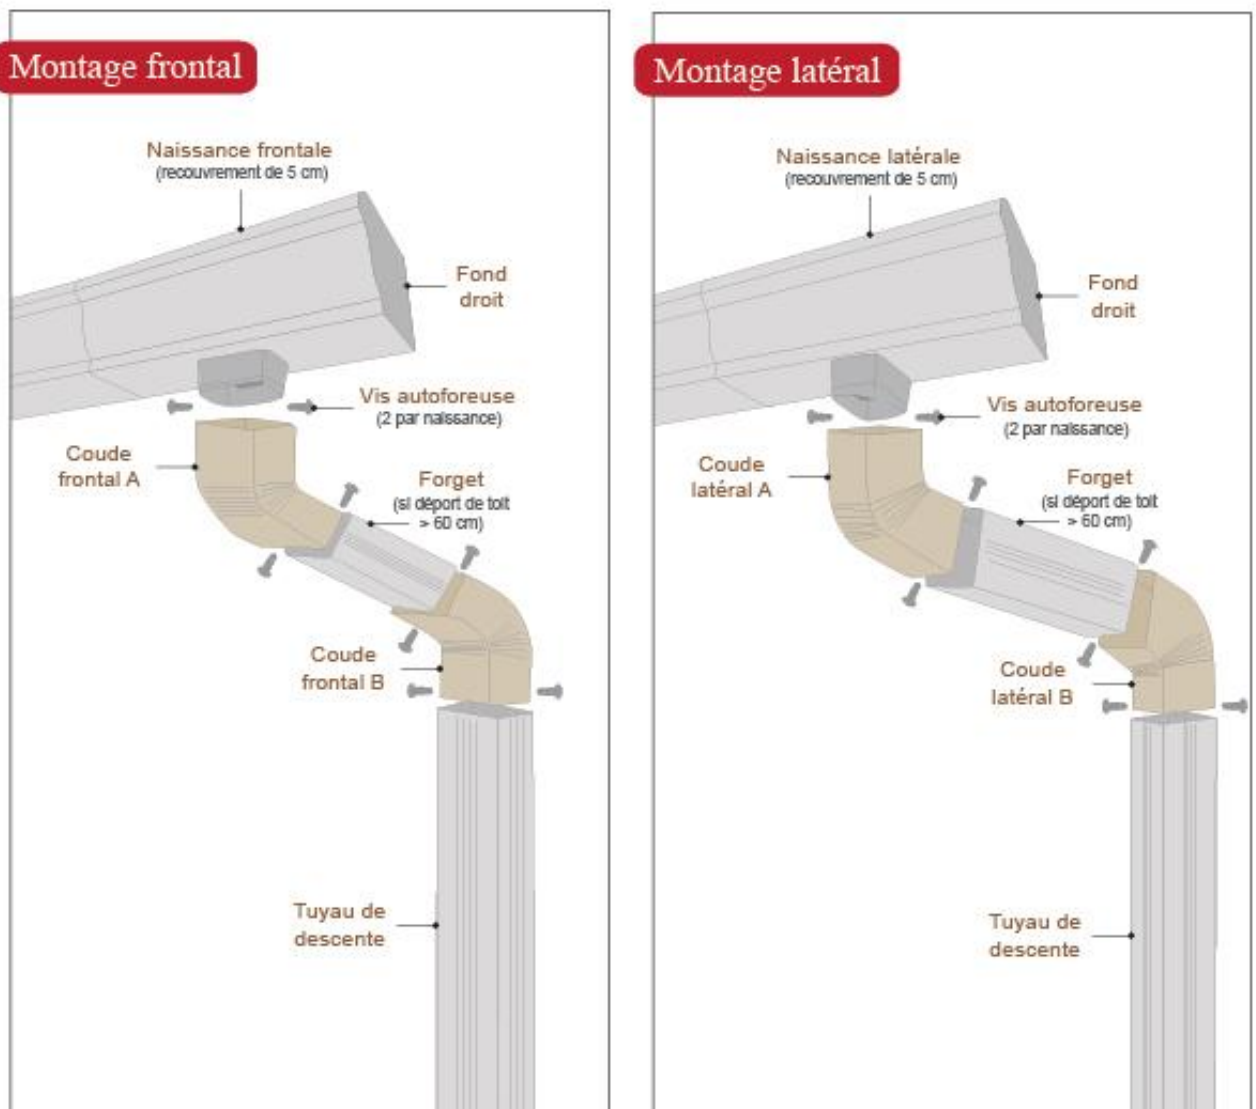 Montage frontal
Naissance frontale
(recouvrement de 5 cm)
Fond
droit
Vis autoforeuse
(2 par naissance)
Coude
frontal A
Forget
(si déport de toit
> 60 cm)
Coude
frontal B
Tuyau de
descente
Montage latéral
Naissance latérale
(recouvrement de 5 cm)
Fond
droit
Vis autoforeuse
(2 par naissance)
Coude
latéral A
Forget
(si déport de toit
> 60 cm)
Coude
latéral B
Tuyau de
descente